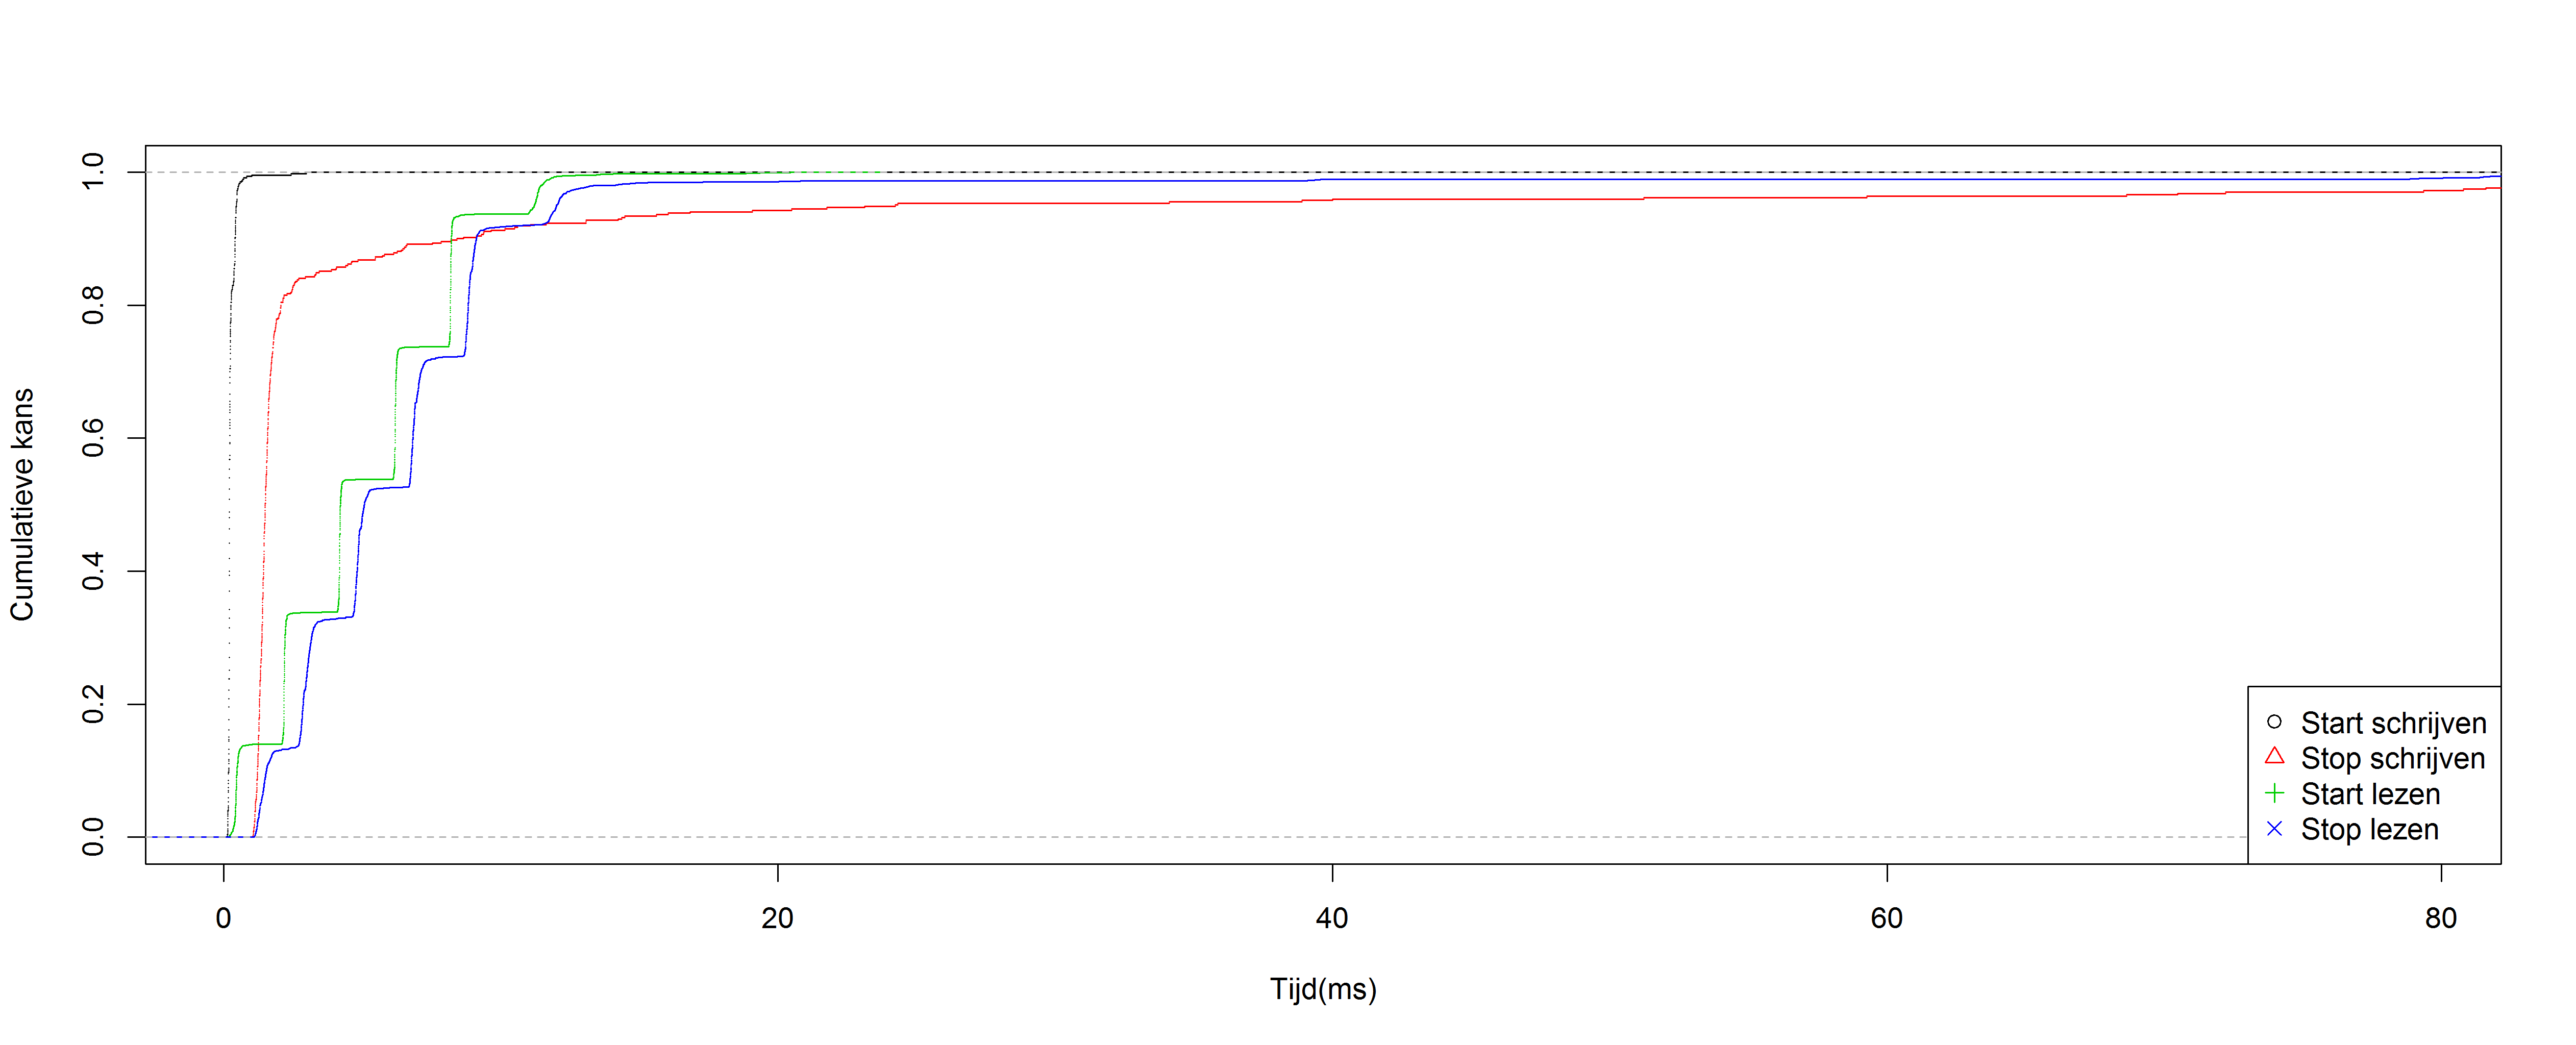 Cumulatieve kans
1.0
0.8
0.6
0.4
0.2
0.0
Start schrijven
Stop schrijven
Start lezen
Stop lezen
0 20 40 60 80
Tijd(ms)